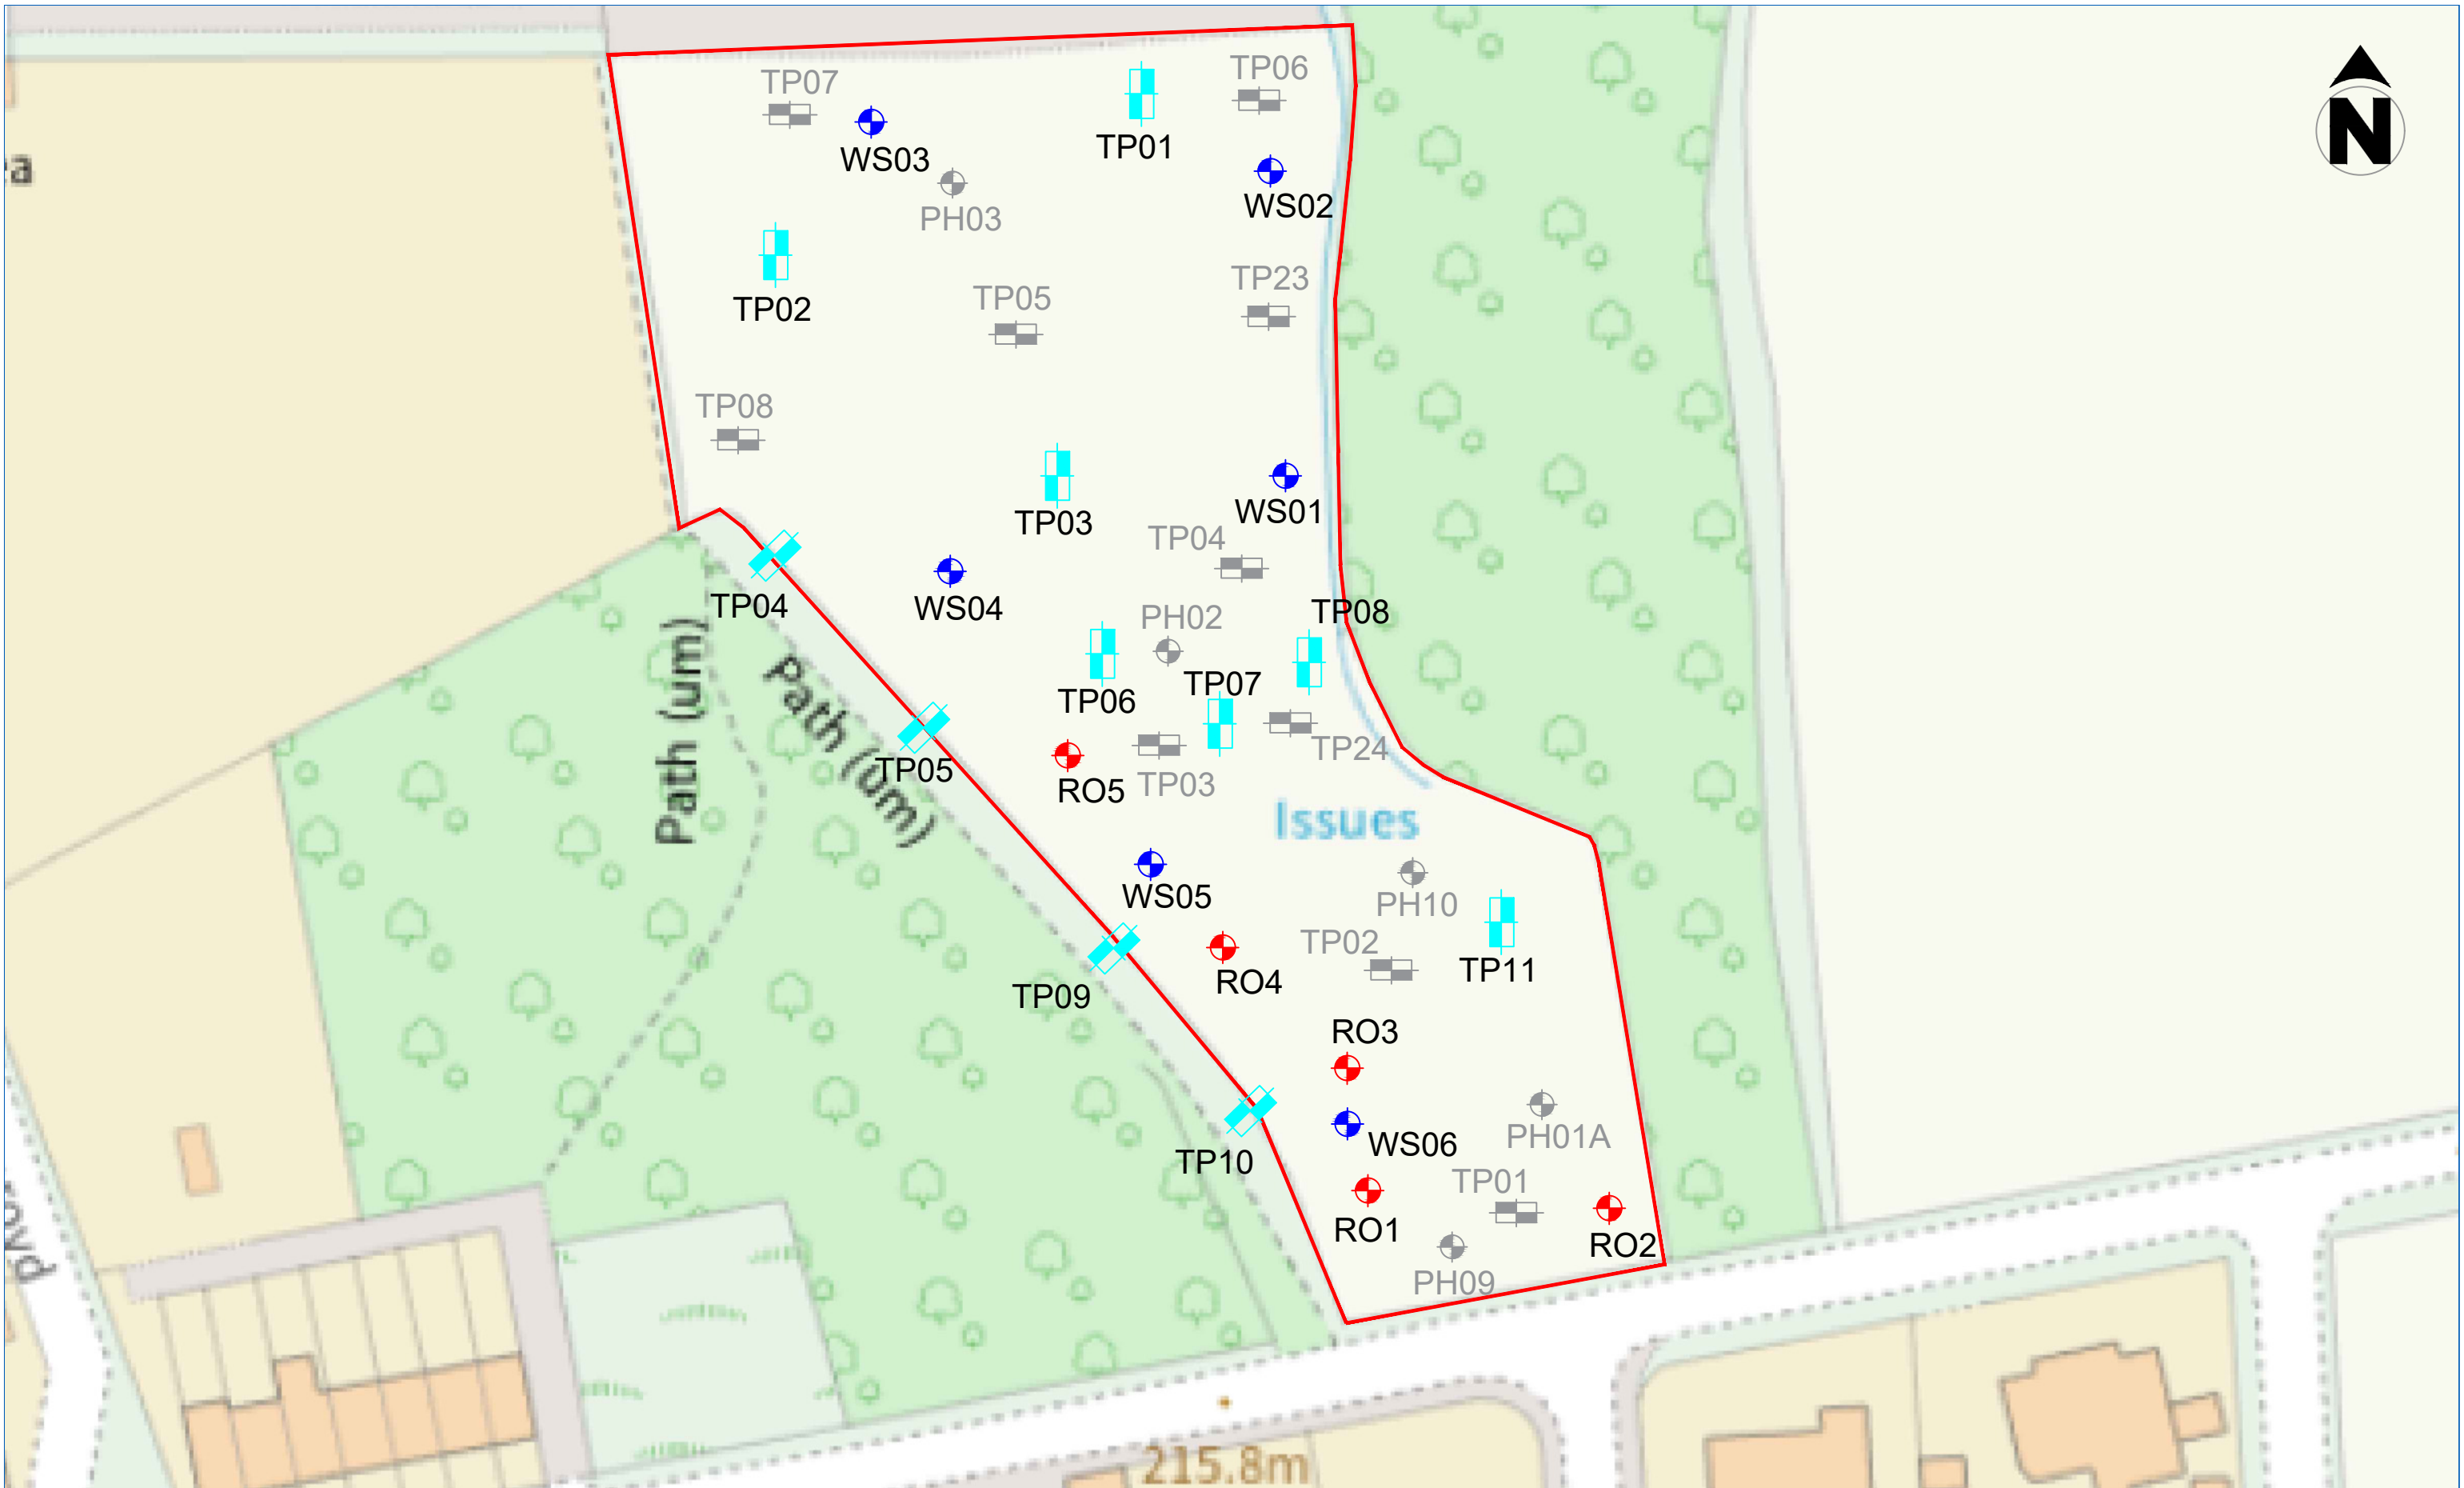 TP07
TP06
TP01
WS03
N
a
PH03
WS02
TP02
TP05
TP23
TP08
TP03
WS01
TP04
TP04
WS04
PH02
TP08
Path (um)
Path (um)
TP06
TP07
TP05
RO5
TP03
TP24
Issues
WS05
PH10
TP02
TP11
TP09
RO4
RO3
PH01A
WS06
TP10
TP01
RO1
RO2
PH09
215.8m